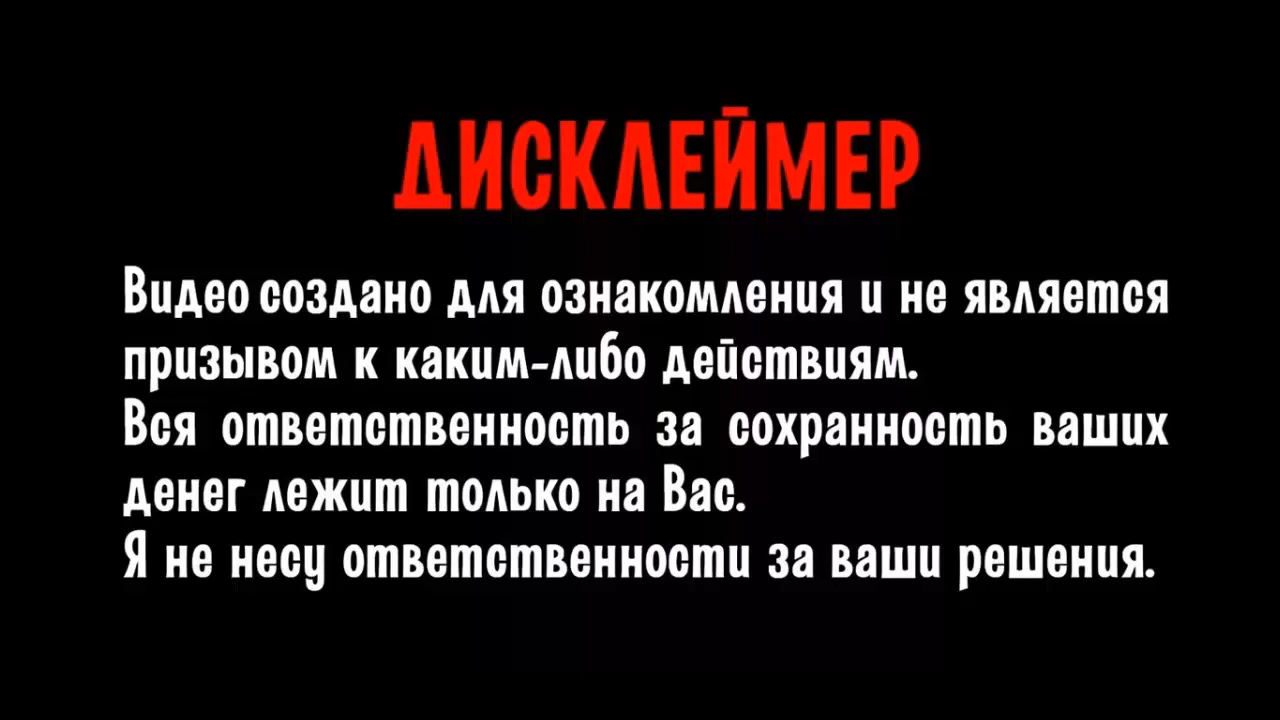 ДИСКЛЕЙМЕР
Видео создано для ознакомления и не является
призывом к каким-либо действиям.
Вся ответственность за сохранность ваших
денег лежит только на Вас.
Я не несу ответственности за ваши решения.